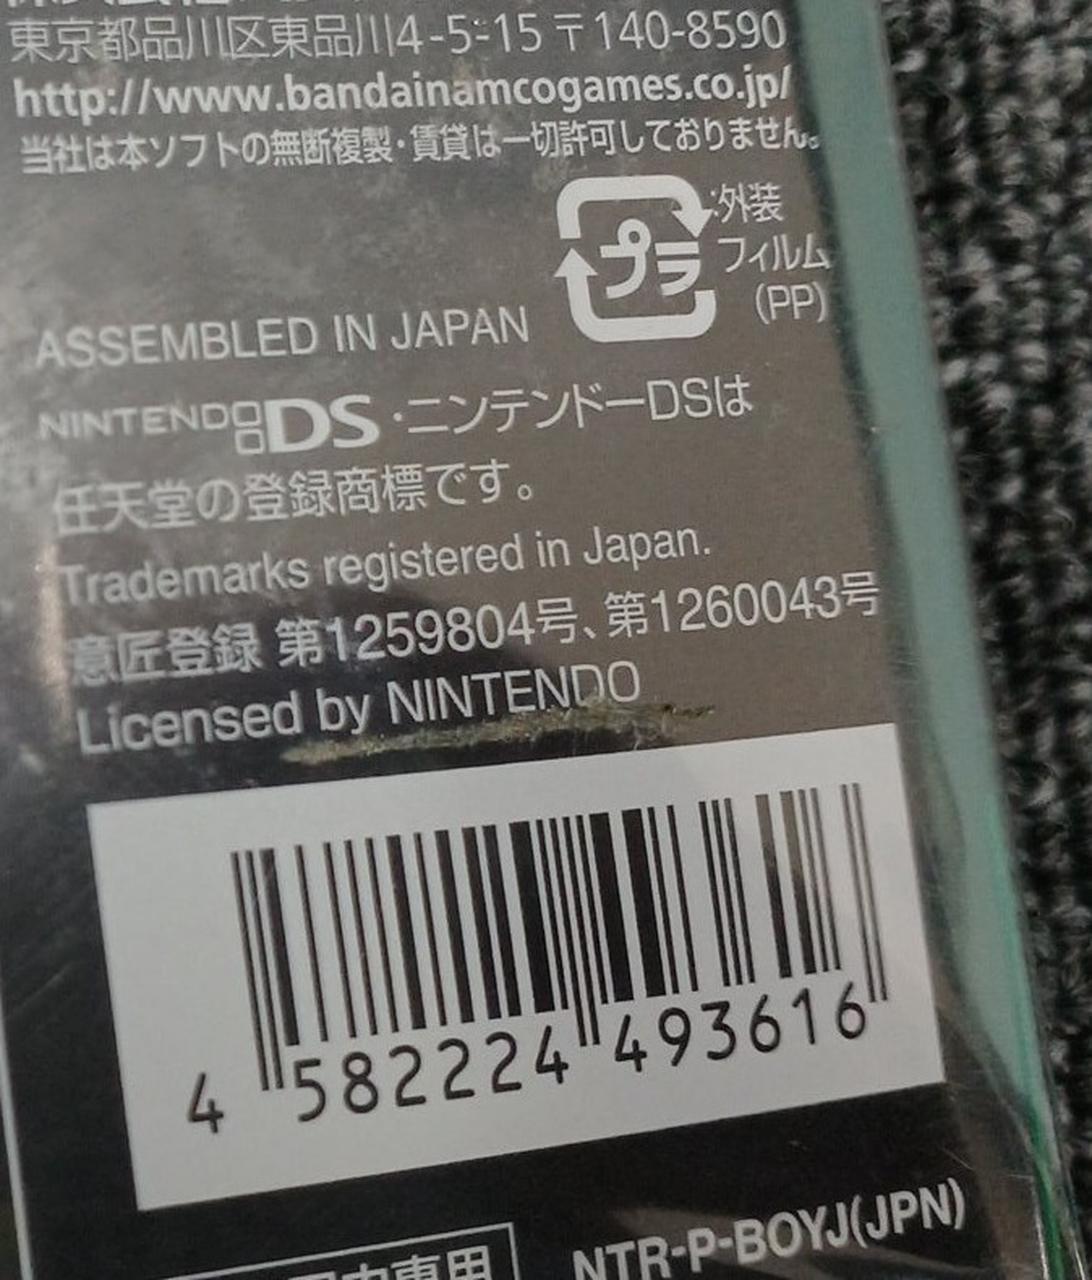 東京都品川区東品川4-5-15 〒140-8590
http://www.bandainamcogames.co.jp/
当社は本ソフトの無断複製・賃貸は一切許可しておりません。
プラ
:外装
フィルム
(PP)
ASSEMBLED IN JAPAN
NINTENDO DS・ニンテンドーDSは
任天堂の登録商標です。
Trademarks registered in Japan.
意匠登録 第1259804号、第1260043号
Licensed by NINTENDO
4 582224 493616
NTR-P-BOYJ(JPN)